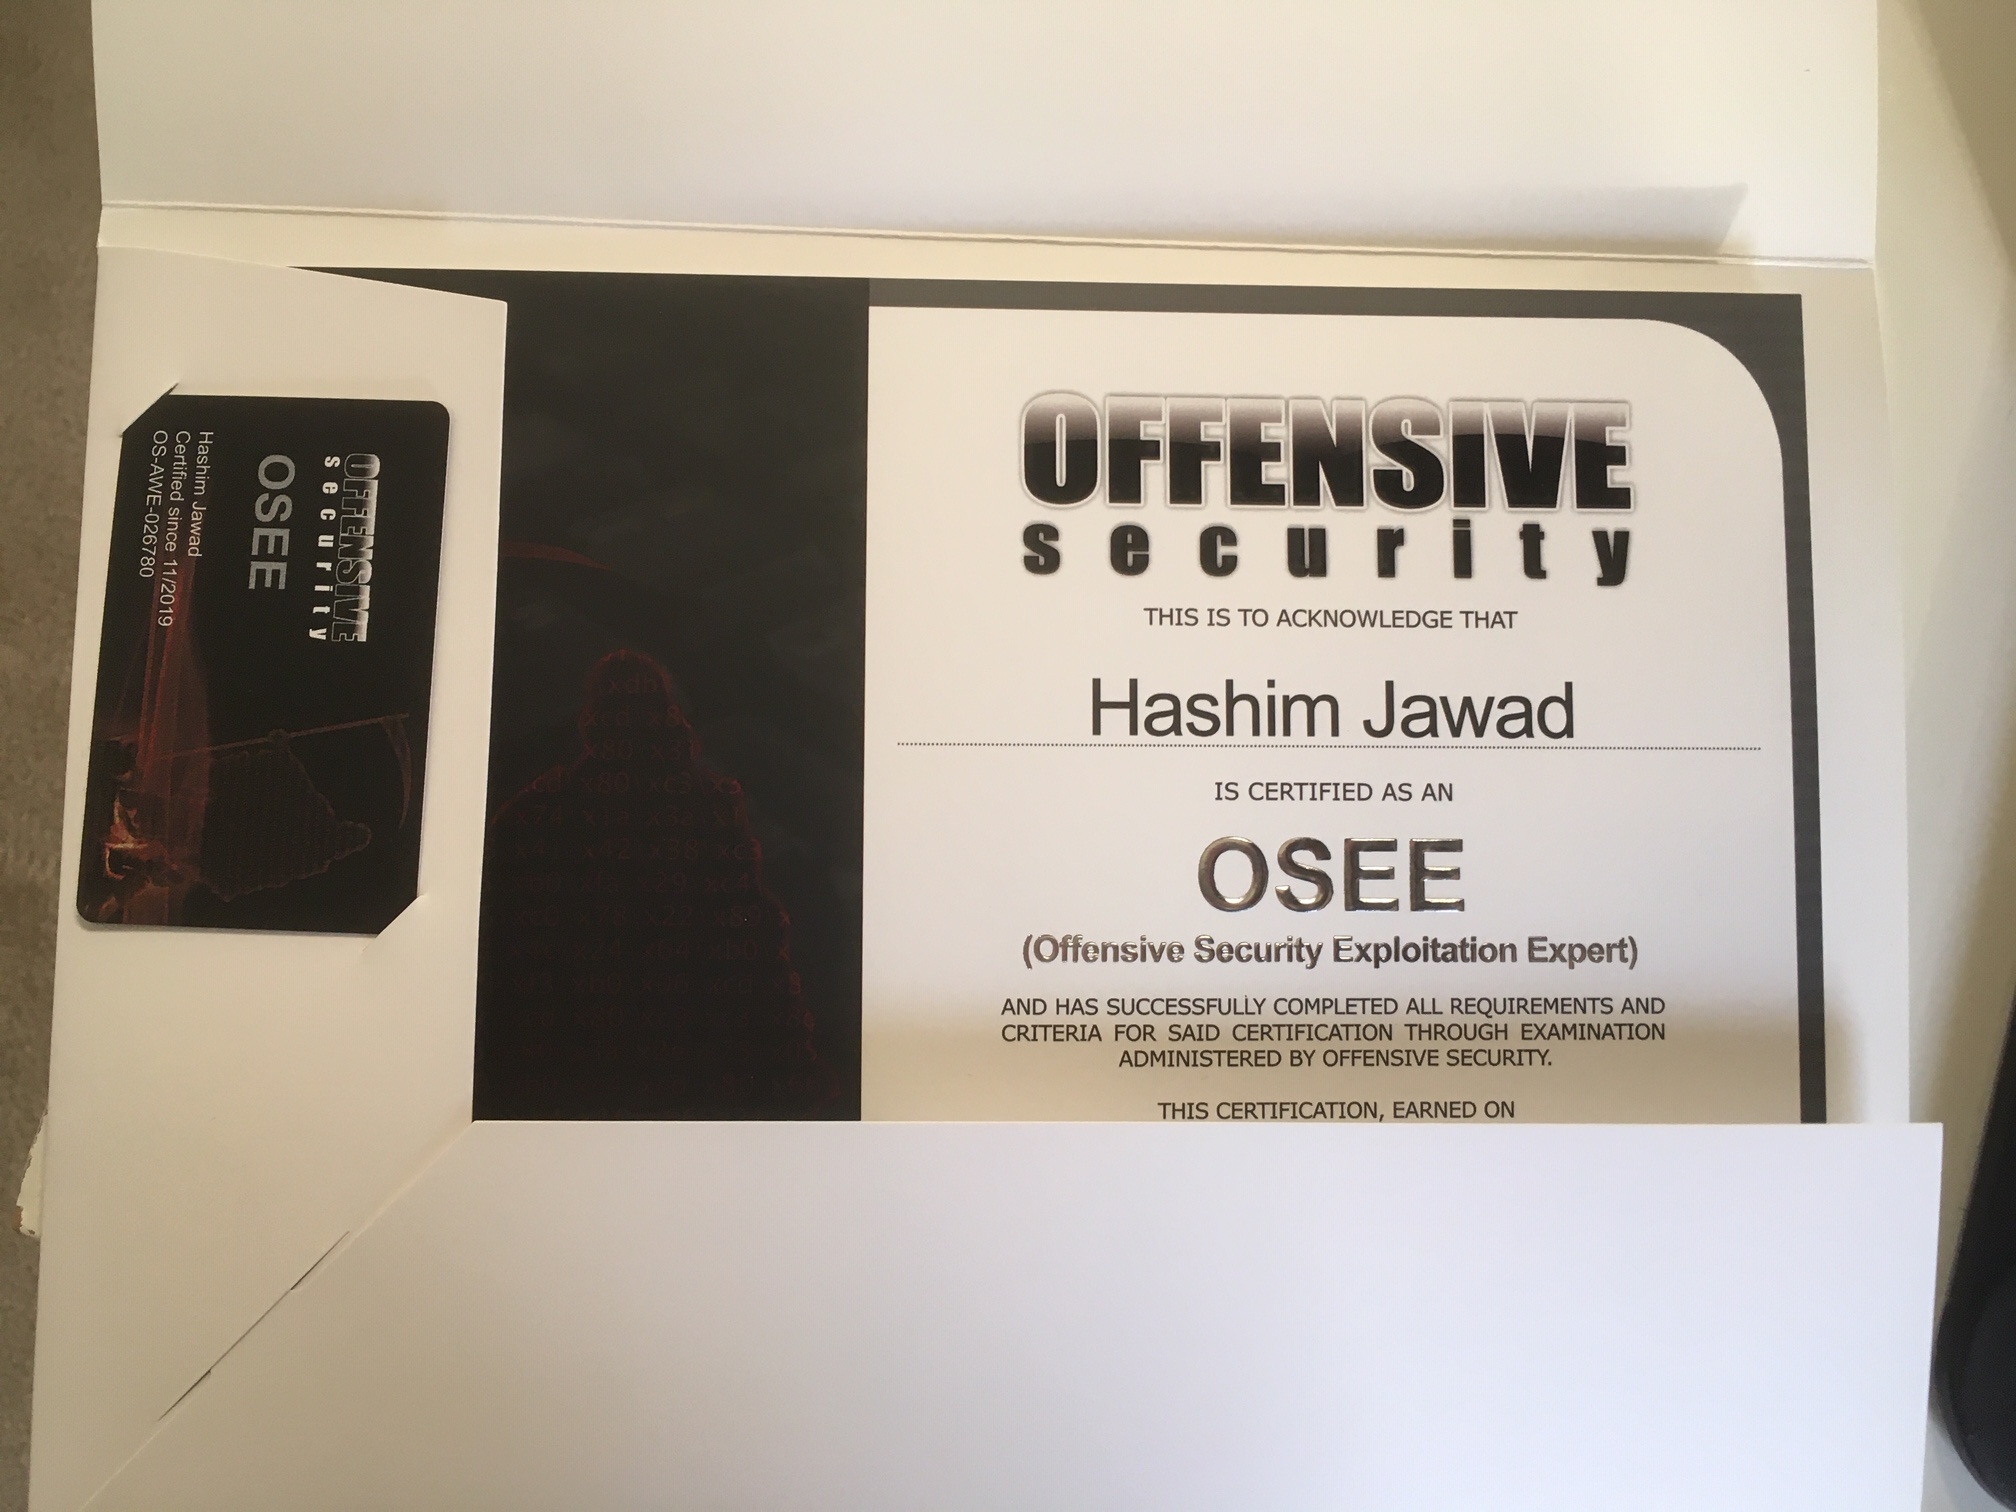 OFFENSIVE
security
OSEE
Hashim Jawad
Certified since 11/2019
OS-AWE-026780
OFFENSIVE
security
THIS IS TO ACKNOWLEDGE THAT
Hashim Jawad
IS CERTIFIED AS AN
OSEE
(Offensive Security Exploitation Expert)
AND HAS SUCCESSFULLY COMPLETED ALL REQUIREMENTS AND
CRITERIA FOR SAID CERTIFICATION THROUGH EXAMINATION
ADMINISTERED BY OFFENSIVE SECURITY.
THIS CERTIFICATION, EARNED ON